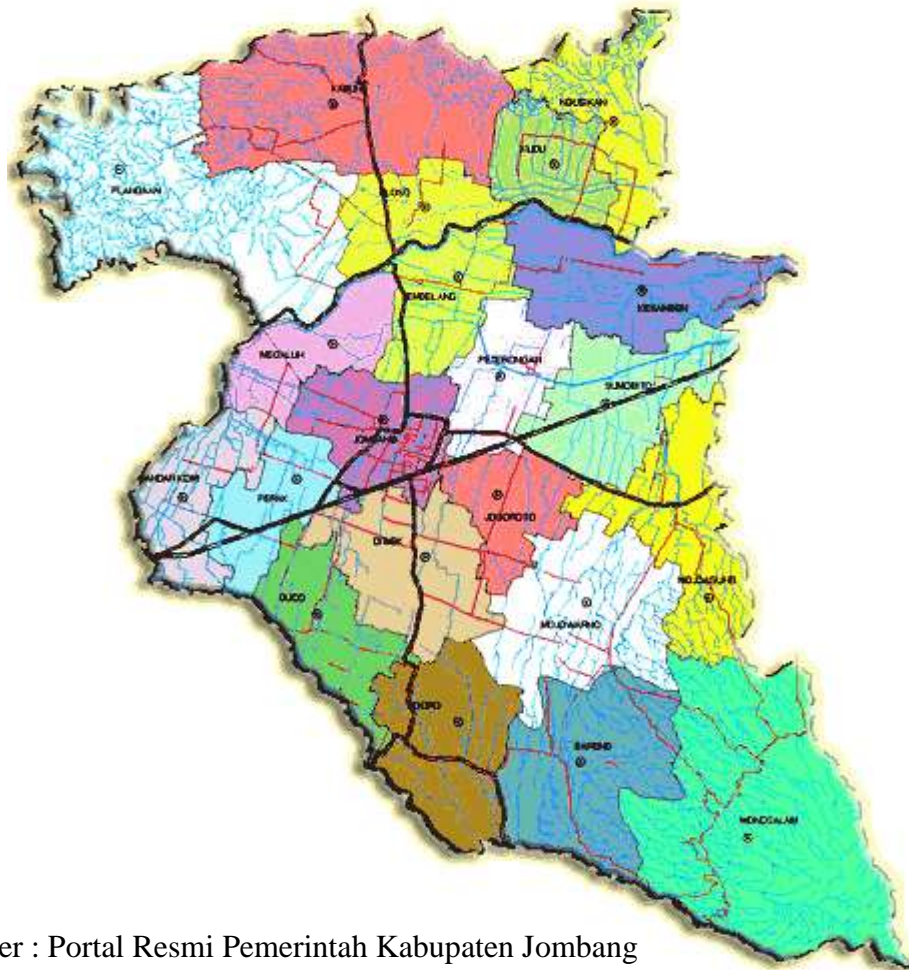 KABUH
NGUSIKAN
KUDU
PLANDAAN
PLOSO
TEMBELANG
KESAMBEN
MEGALUH
PETERONGAN
SUMOBITO
JOMBANG
BANDAR KDM
PERAK
JOGOROTO
DIWEK
GUDO
MOJOAGUNG
MOJOWARNO
NGORO
BARENG
WONOSALAM
er : Portal Resmi Pemerintah Kabupaten Jombang